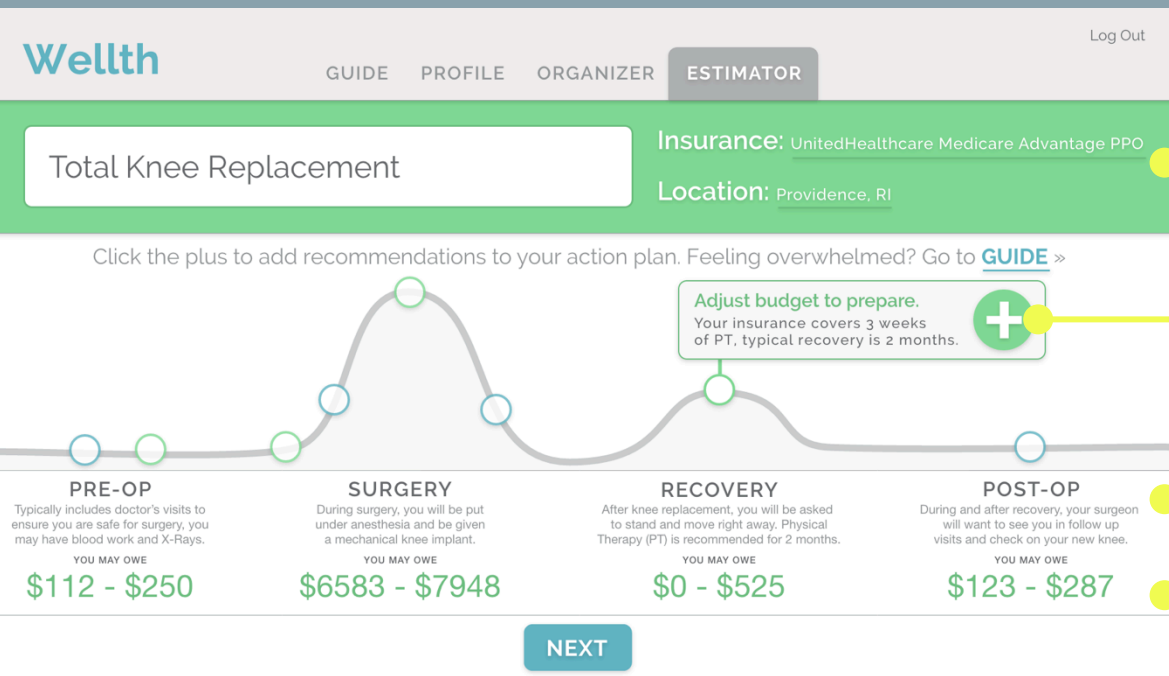 Log Out
Wellth
GUIDE PROFILE ORGANIZER ESTIMATOR
Total Knee Replacement
Insurance: UnitedHealthcare Medicare Advantage PPO
Location: Providence, RI
Click the plus to add recommendations to your action plan. Feeling overwhelmed? Go to GUIDE »
Adjust budget to prepare.
Your insurance covers 3 weeks
of PT, typical recovery is 2 months.
PRE-OP
Typically includes doctor's visits to
ensure you are safe for surgery, you
may have blood work and X-Rays.
YOU MAY OWE
$112 - $250
SURGERY
During surgery, you will be put
under anesthesia and be given
a mechanical knee implant.
YOU MAY OWE
$6583 - $7948
RECOVERY
After knee replacement, you will be asked
to stand and move right away. Physical
Therapy (PT) is recommended for 2 months.
YOU MAY OWE
$0 - $525
POST-OP
During and after recovery, your surgeon
will want to see you in follow up
visits and check on your new knee.
YOU MAY OWE
$123 - $287
NEXT